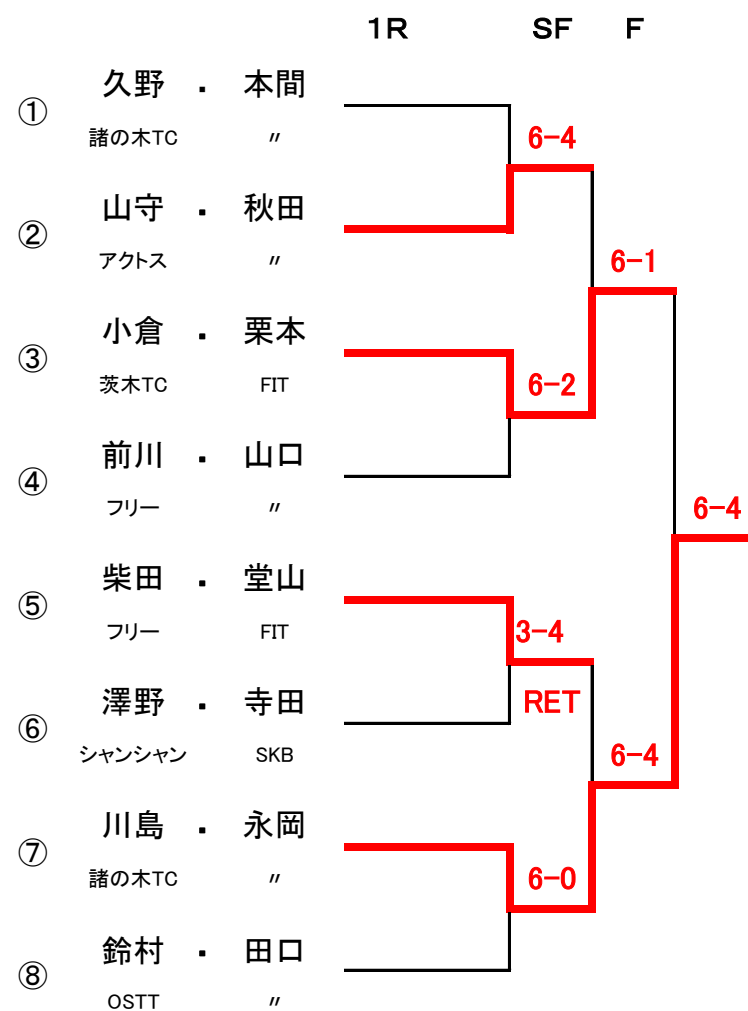 1R SF F
久野 ・ 本間
①
諸の木TC 〃
6-4
山守 ・ 秋田
②
アクトス 〃
6-1
小倉 ・ 栗本
③
茨木TC FIT
6-2
前川 ・ 山口
④
フリー 〃
6-4
柴田 ・ 堂山
⑤
フリー FIT
3-4
澤野 ・ 寺田
RET
⑥
シャンシャン SKB
6-4
川島 ・ 永岡
⑦
諸の木TC 〃
6-0
鈴村 ・ 田口
⑧
OSTT 〃